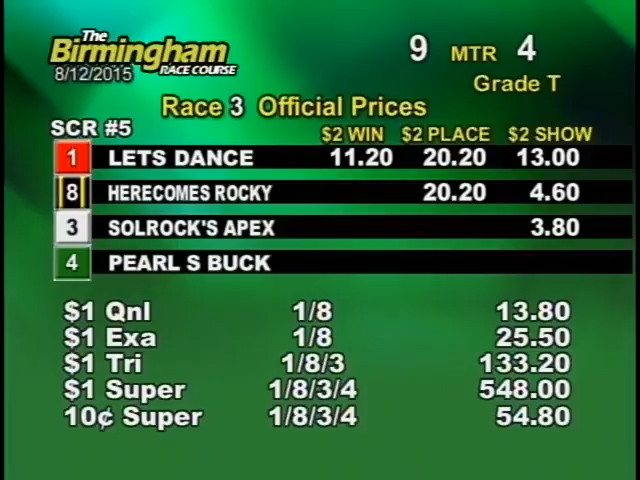 The
Birmingham
RACE COURSE
8/12/2015
9 MTR 4
Grade T
Race 3 Official Prices
SCR #5
$2 WIN $2 PLACE $2 SHOW
1 LETS DANCE 11.20 20.20 13.00
8 HERECOMES ROCKY 20.20 4.60
3 SOLROCK'S APEX 3.80
4 PEARL S BUCK
$1 Qnl 1/8 13.80
$1 Exa 1/8 25.50
$1 Tri 1/8/3 133.20
$1 Super 1/8/3/4 548.00
10¢ Super 1/8/3/4 54.80